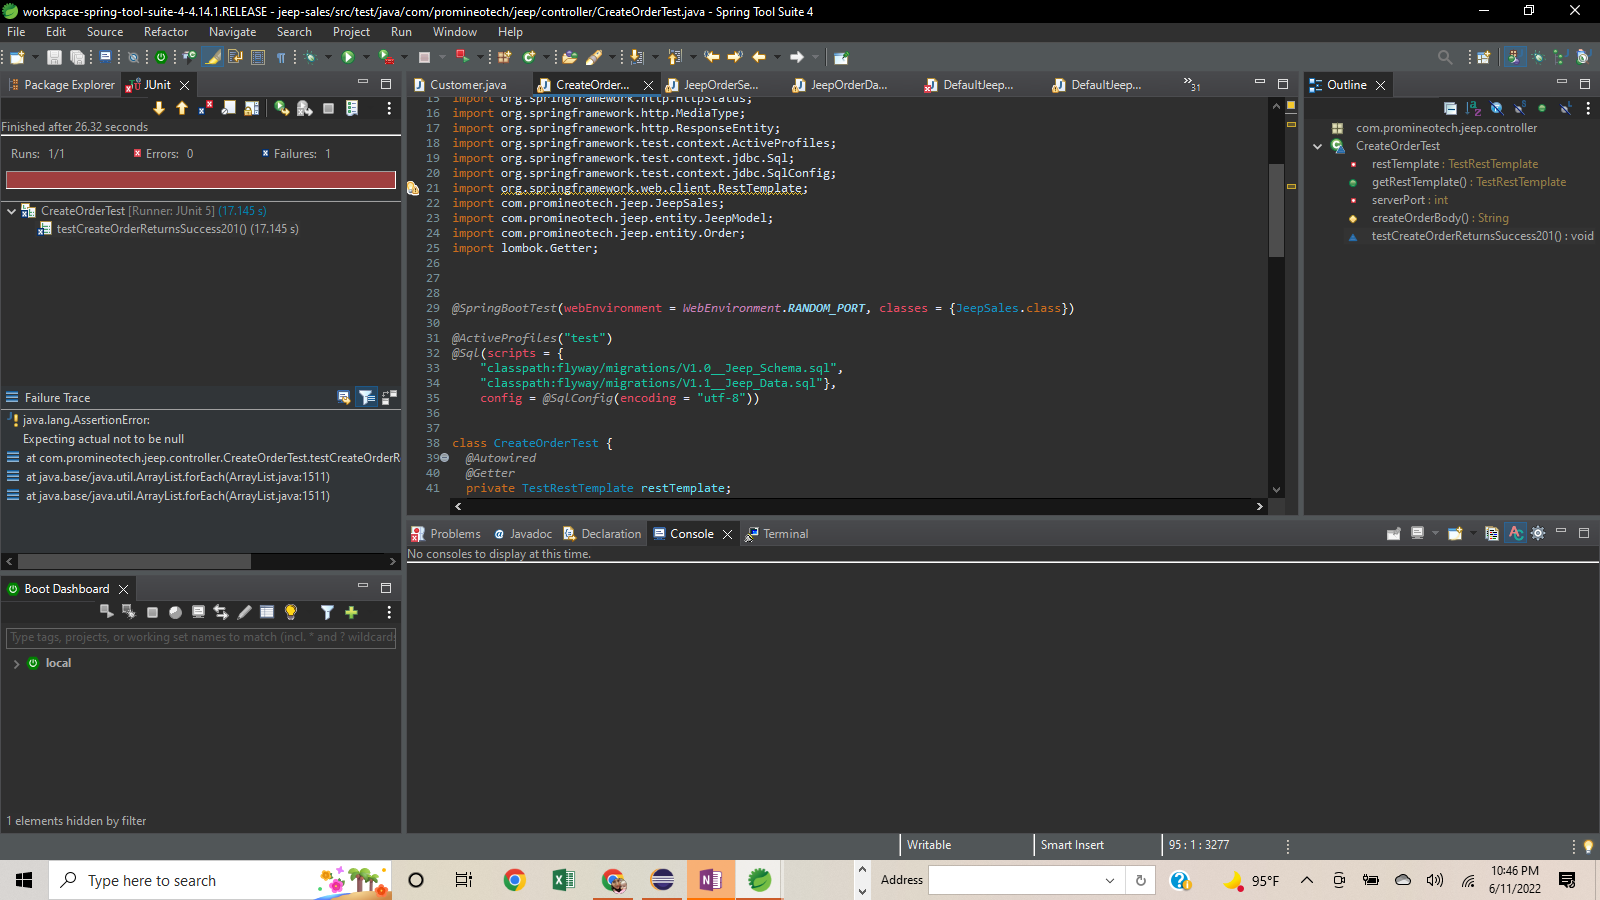 workspace-spring-tool-suite-4-4.14.1.RELEASE - jeep-sales/src/test/java/com/promineotech/jeep/controller/CreateOrderTest.java - Spring Tool Suite 4
File Edit Source Refactor Navigate Search Project Run Window Help
Package Explorer JUnit
Finished after 26.32 seconds
Runs: 1/1 Errors: 0 Failures: 1
CreateOrderTest [Runner: JUnit 5] (17.145 s)
testCreateOrderReturnsSuccess201() (17.145 s)
Failure Trace
java.lang.AssertionError:
Expecting actual not to be null
at com.promineotech.jeep.controller.CreateOrderTest.testCreateOrderR
at java.base/java.util.ArrayList.forEach(ArrayList.java:1511)
at java.base/java.util.ArrayList.forEach(ArrayList.java:1511)
Boot Dashboard
Type tags, projects, or working set names to match (incl. * and ? wildcards
local
1 elements hidden by filter
Customer.java CreateOrder... JeepOrderSe... JeepOrderDa... DefaultJeep... DefaultJeep... 31
15 import org.springframework.http.HttpStatus;
16 import org.springframework.http.MediaType;
17 import org.springframework.http.ResponseEntity;
18 import org.springframework.test.context.ActiveProfiles;
19 import org.springframework.test.context.jdbc.Sql;
20 import org.springframework.test.context.jdbc.SqlConfig;
21 import org.springframework.web.client.RestTemplate;
22 import com.promineotech.jeep.JeepSales;
23 import com.promineotech.jeep.entity.JeepModel;
24 import com.promineotech.jeep.entity.Order;
25 import lombok.Getter;
26
27
28
29 @SpringBootTest(webEnvironment = WebEnvironment.RANDOM_PORT, classes = {JeepSales.class})
30
31 @ActiveProfiles("test")
32 @Sql(scripts = {
33 "classpath:flyway/migrations/V1.0__Jeep_Schema.sql",
34 "classpath:flyway/migrations/V1.1__Jeep_Data.sql"},
35 config = @SqlConfig(encoding = "utf-8"))
36
37
38 class CreateOrderTest {
39 @Autowired
40 @Getter
41 private TestRestTemplate restTemplate;
Problems Javadoc Declaration Console Terminal
No consoles to display at this time.
Outline
com.promineotech.jeep.controller
CreateOrderTest
restTemplate : TestRestTemplate
getRestTemplate() : TestRestTemplate
serverPort : int
createOrderBody() : String
testCreateOrderReturnsSuccess201() : void
Writable Smart Insert 95 : 1 : 3277
Type here to search
Address
95°F
10:46 PM
6/11/2022